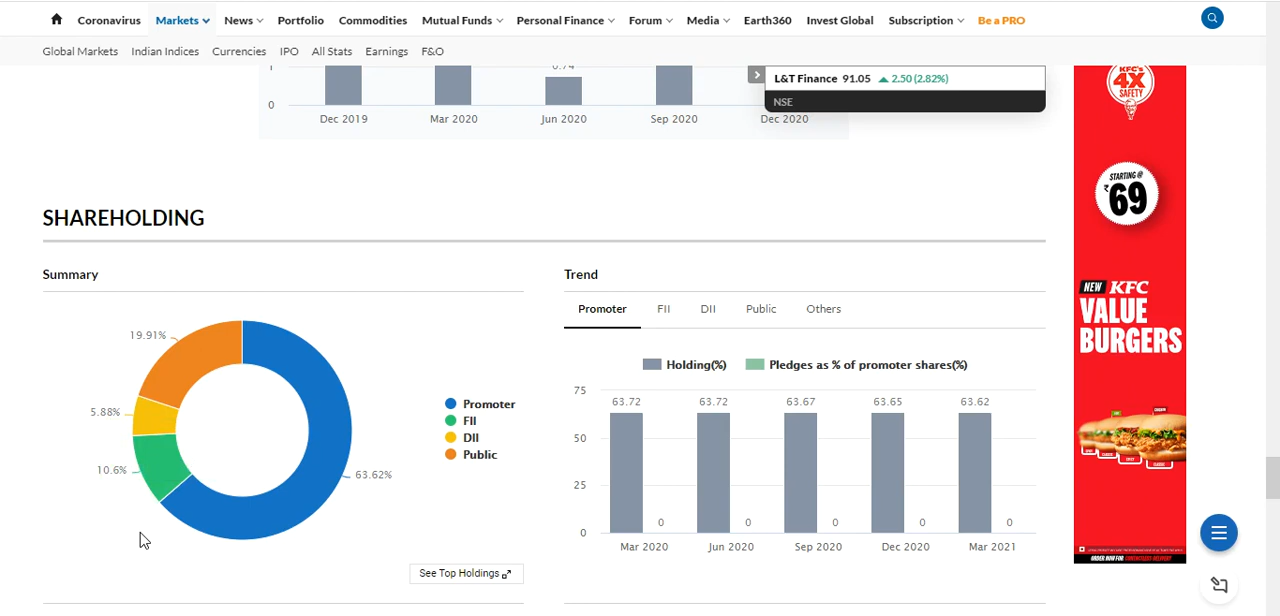 Coronavirus Markets News Portfolio Commodities Mutual Funds Personal Finance Forum Media Earth360 Invest Global Subscription Be a PRO
Global Markets Indian Indices Currencies IPO All Stats Earnings F&O
1
0
Dec 2019 Mar 2020 Jun 2020 Sep 2020 Dec 2020
L&T Finance 91.05 2.50 (2.82%)
NSE
KFC's
4X
SAFETY
STARTING @
₹69
NEW KFC
VALUE
BURGERS
SHAREHOLDING
Summary
19.91%
5.88%
10.6%
63.62%
Promoter
FII
DII
Public
See Top Holdings
Trend
Promoter FII DII Public Others
Holding(%) Pledges as % of promoter shares(%)
75
50
25
0
63.72 63.72 63.67 63.65 63.62
0 0 0 0 0
Mar 2020 Jun 2020 Sep 2020 Dec 2020 Mar 2021